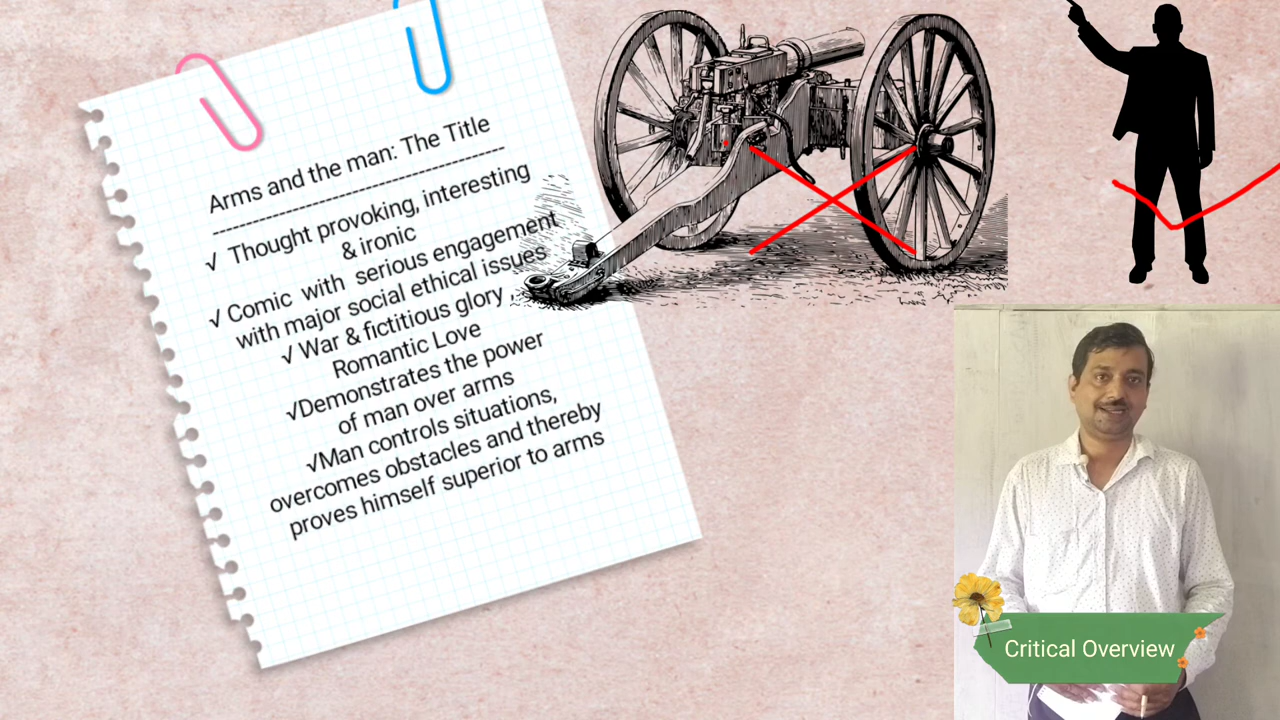 Arms and the man: The Title
---------------------------------------------
√ Thought provoking, interesting
& ironic
√ Comic with serious engagement
with major social ethical issues
√ War & fictitious glory ,
Romantic Love
√Demonstrates the power
of man over arms
√Man controls situations,
overcomes obstacles and thereby
proves himself superior to arms
Critical Overview